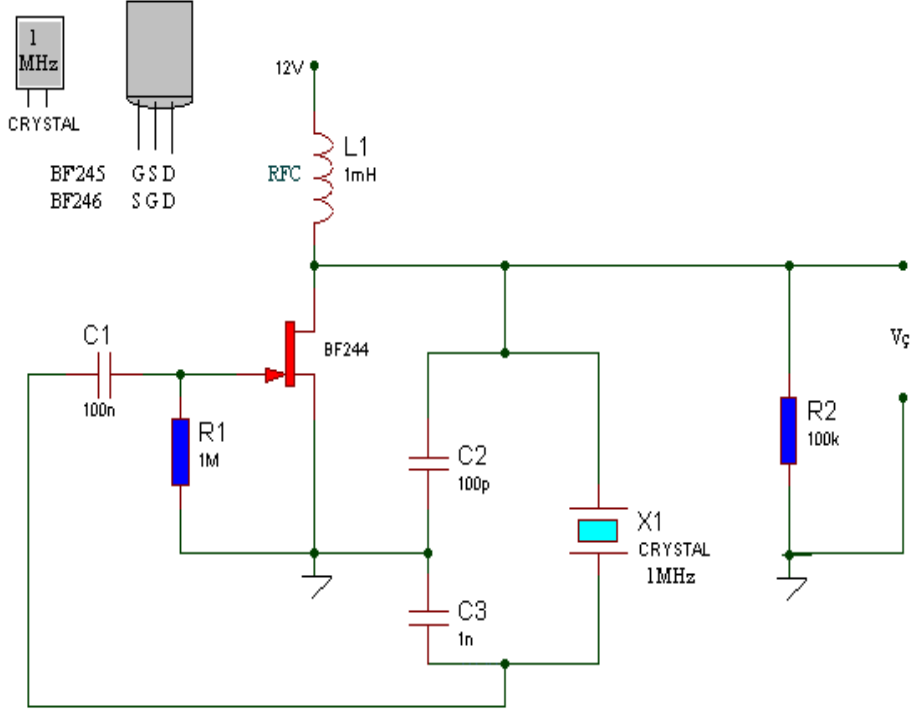 1
MHz
CRYSTAL
BF245 G S D
BF246 S G D
12V
RFC
L1
1mH
C1
100n
R1
1M
BF244
C2
100p
C3
1n
X1
CRYSTAL
1MHz
R2
100k
Vç